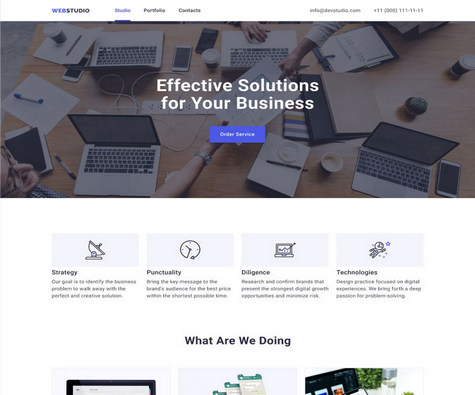 WEBSTUDIO Studio Portfolio Contacts info@devstudio.com +11 (000) 111-11-11
Effective Solutions
for Your Business
Order Service
Strategy
Our goal is to identify the business
problem to walk away with the
perfect and creative solution.
Punctuality
Bring the key message to the
brand's audience for the best price
within the shortest possible time.
Diligence
Research and confirm brands that
present the strongest digital growth
opportunities and minimize risk.
Technologies
Design practice focused on digital
experiences. We bring forth a deep
passion for problem-solving.
What Are We Doing